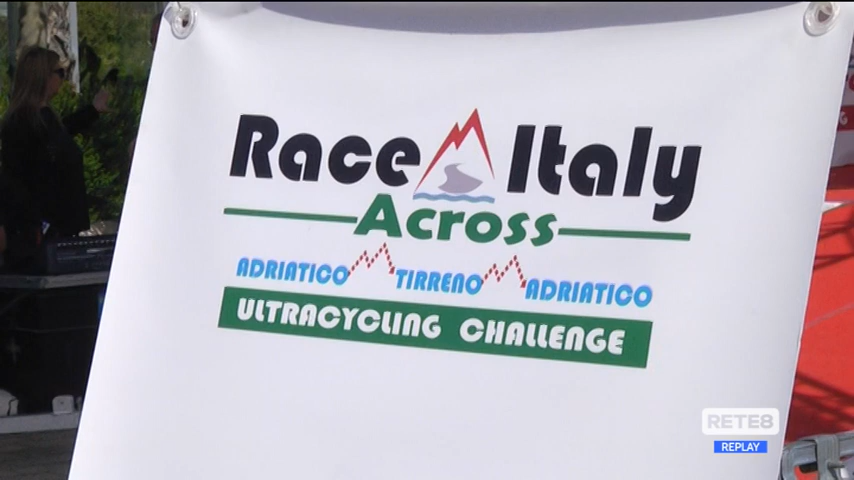 Race Italy
Across
ADRIATICO TIRRENO ADRIATICO
ULTRACYCLING CHALLENGE
RETE8
REPLAY